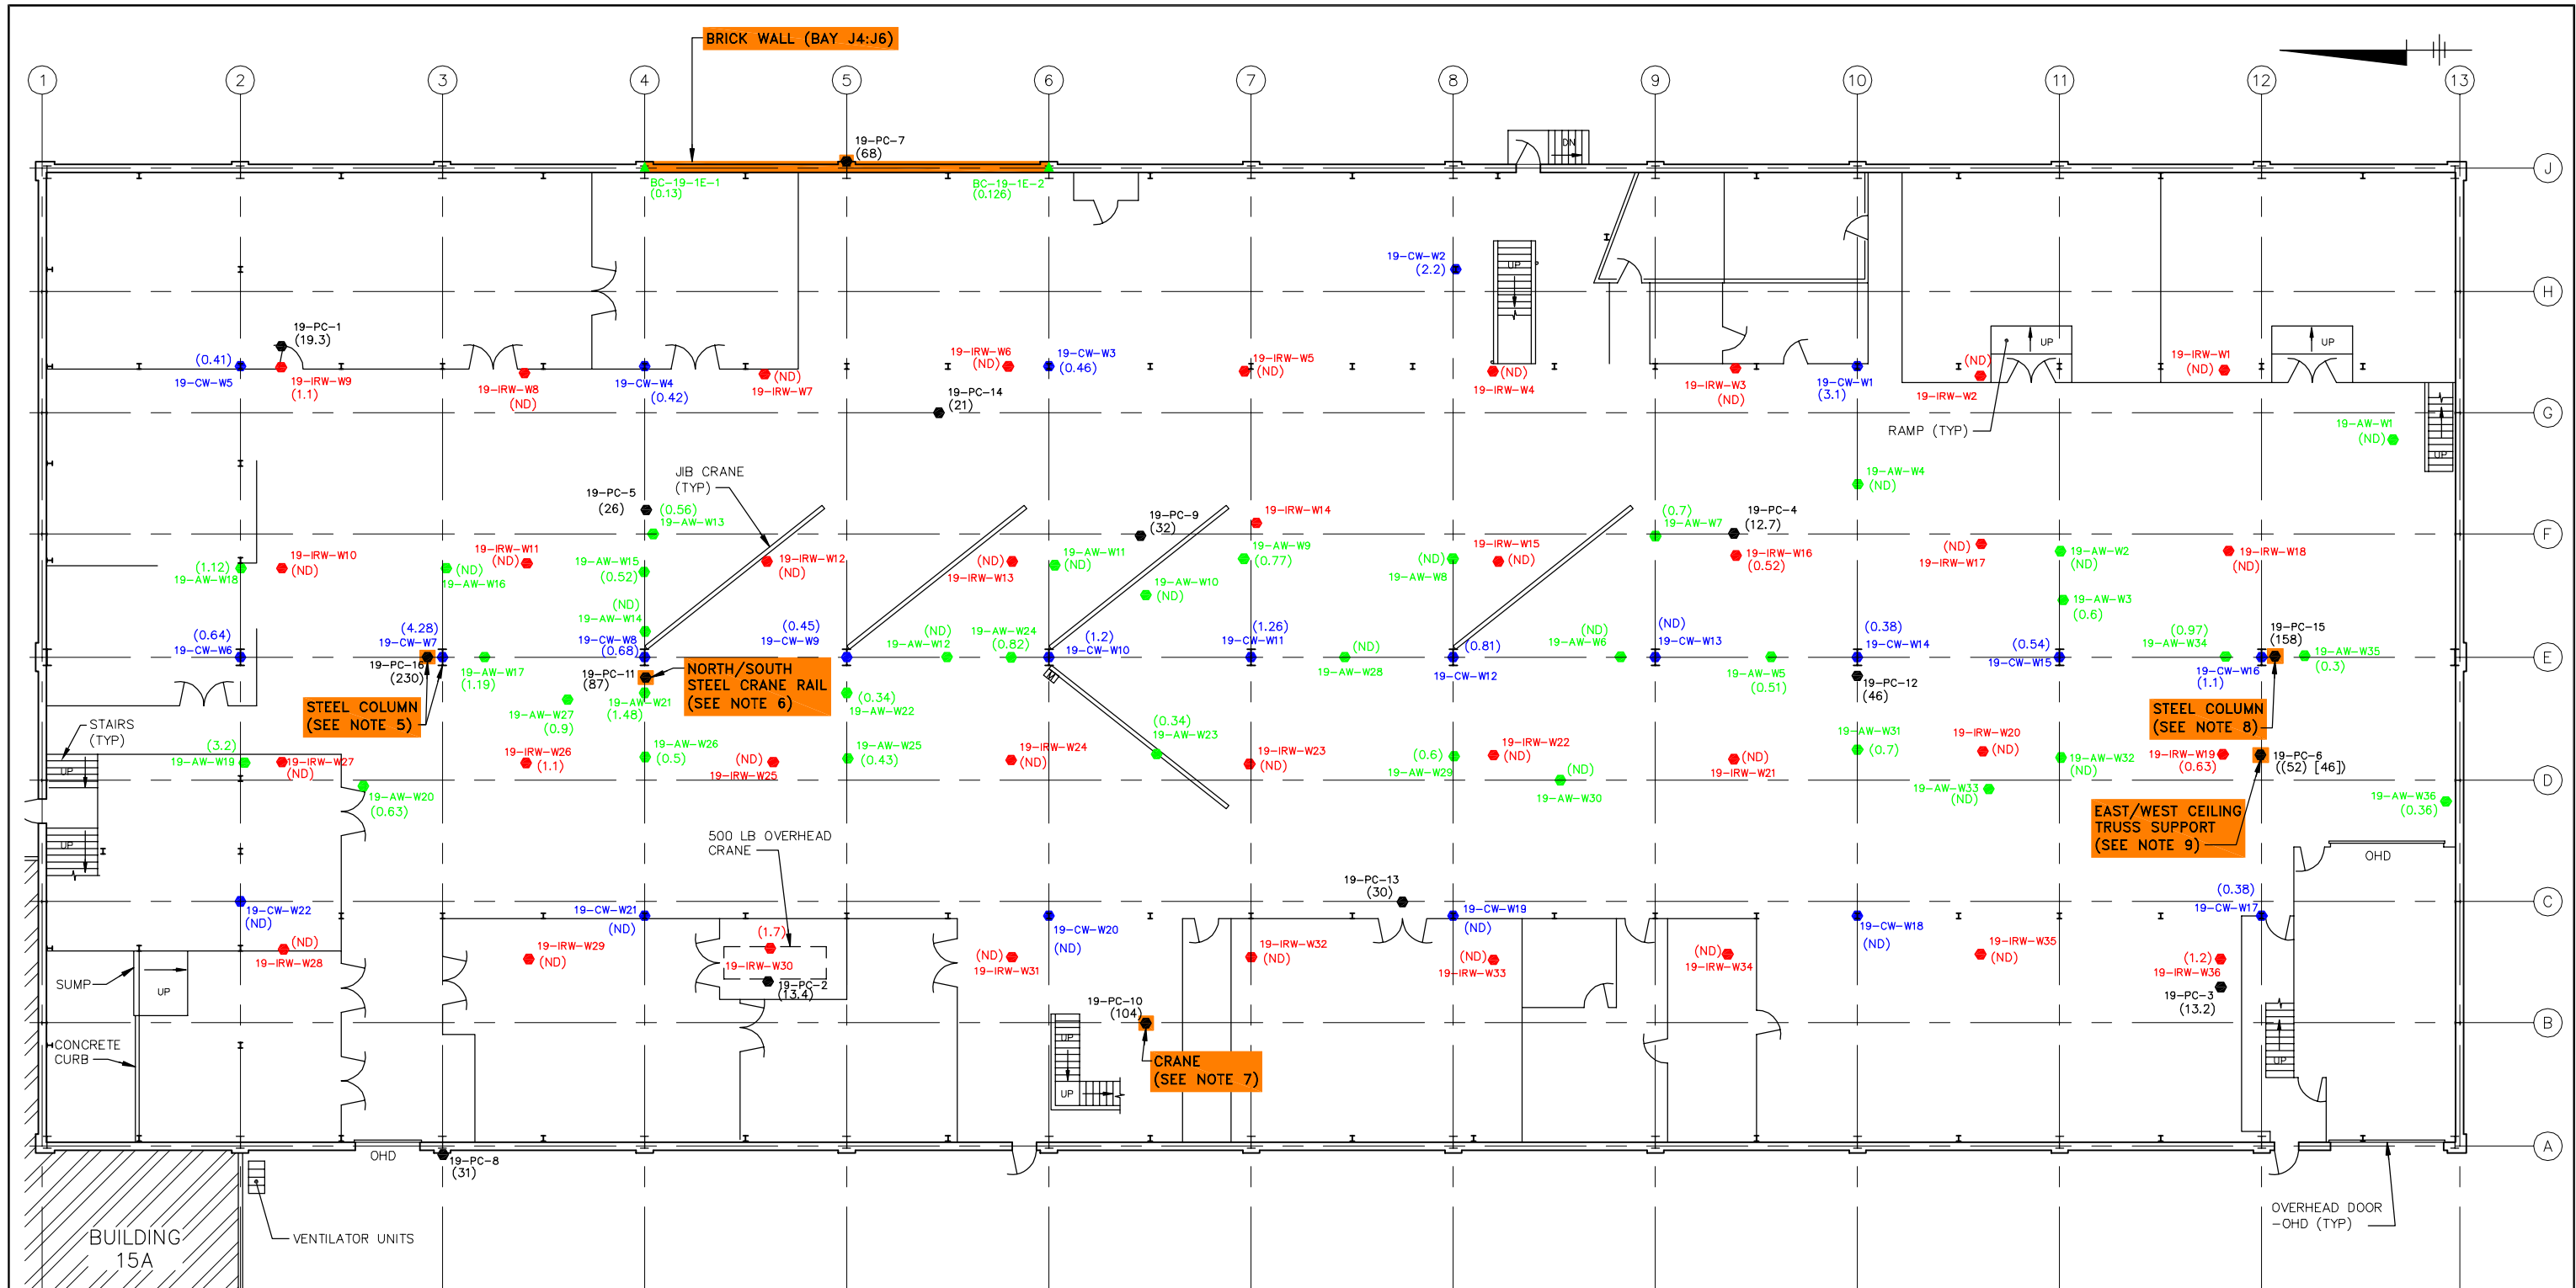 BRICK WALL (BAY J4:J6)
1
2
3
4
5
6
7
8
9
10
11
12
13
19-PC-7
(68)
DN
J
BC-19-1E-1
(0.13)
BC-19-1E-2
(0.126)
19-CW-W2
(2.2)
UP
H
19-PC-1
(19.3)
(0.41)
19-CW-W5
19-IRW-W9
(1.1)
19-IRW-W8
(ND)
19-CW-W4
(0.42)
(ND)
19-IRW-W7
19-IRW-W6
(ND)
19-CW-W3
(0.46)
19-IRW-W5
(ND)
(ND)
19-IRW-W4
19-IRW-W3
(ND)
19-CW-W1
(3.1)
(ND)
19-IRW-W2
UP
19-IRW-W1
(ND)
UP
19-PC-14
(21)
G
RAMP (TYP)
19-AW-W1
(ND)
UP
JIB CRANE
(TYP)
19-AW-W4
(ND)
19-PC-5
(26)
(0.56)
19-AW-W13
19-PC-9
(32)
19-IRW-W14
(0.7)
19-AW-W7
19-PC-4
(12.7)
F
(1.12)
19-AW-W18
19-IRW-W10
(ND)
(ND)
19-AW-W16
19-IRW-W11
(ND)
19-AW-W15
(0.52)
19-IRW-W12
(ND)
(ND)
19-IRW-W13
19-AW-W11
(ND)
19-AW-W10
(ND)
19-AW-W9
(0.77)
(ND)
19-AW-W8
19-IRW-W15
(ND)
19-IRW-W16
(0.52)
(ND)
19-IRW-W17
19-AW-W2
(ND)
19-IRW-W18
(ND)
19-AW-W3
(0.6)
(ND)
19-AW-W14
(0.64)
19-CW-W6
(4.28)
19-CW-W7
19-PC-16
(230)
19-AW-W17
(1.19)
19-CW-W8
(0.68)
(0.45)
19-CW-W9
(ND)
19-AW-W12
19-AW-W24
(0.82)
(1.2)
19-CW-W10
(1.26)
19-CW-W11
(ND)
19-AW-W28
(0.81)
19-CW-W12
(ND)
19-AW-W6
(ND)
19-CW-W13
19-AW-W5
(0.51)
(0.38)
19-CW-W14
(0.54)
19-CW-W15
(0.97)
19-AW-W34
19-CW-W16
(1.1)
19-PC-15
(158)
19-AW-W35
(0.3)
E
19-PC-11
(87)
NORTH/SOUTH
STEEL CRANE RAIL
(SEE NOTE 6)
19-PC-12
(46)
M
STEEL COLUMN
(SEE NOTE 5)
19-AW-W27
(0.9)
19-AW-W21
(1.48)
(0.34)
19-AW-W22
STEEL COLUMN
(SEE NOTE 8)
STAIRS
(TYP)
UP
(3.2)
19-AW-W19
19-IRW-W27
(ND)
19-AW-W20
(0.63)
19-IRW-W26
(1.1)
19-AW-W26
(0.5)
(ND)
19-IRW-W25
19-AW-W25
(0.43)
19-IRW-W24
(ND)
(0.34)
19-AW-W23
19-IRW-W23
(ND)
(0.6)
19-AW-W29
19-IRW-W22
(ND)
(ND)
19-AW-W30
(ND)
19-IRW-W21
19-AW-W31
(0.7)
19-IRW-W20
(ND)
19-AW-W33
(ND)
19-AW-W32
(ND)
19-IRW-W19
(0.63)
19-PC-6
((52) [46])
D
19-AW-W36
(0.36)
EAST/WEST CEILING
TRUSS SUPPORT
(SEE NOTE 9)
UP
500 LB OVERHEAD
CRANE
OHD
19-PC-13
(30)
19-CW-W22
(ND)
19-CW-W21
(ND)
19-CW-W20
(ND)
19-CW-W19
(ND)
19-CW-W18
(ND)
(0.38)
19-CW-W17
C
(ND)
19-IRW-W28
19-IRW-W29
(ND)
(1.7)
19-IRW-W30
19-PC-2
(13.4)
(ND)
19-IRW-W31
19-IRW-W32
(ND)
(ND)
19-IRW-W33
(ND)
19-IRW-W34
19-IRW-W35
(ND)
(1.2)
19-IRW-W36
19-PC-3
(13.2)
SUMP
UP
19-PC-10
(104)
B
CONCRETE
CURB
UP
UP
CRANE
(SEE NOTE 7)
UP
OHD
19-PC-8
(31)
A
BUILDING
15A
VENTILATOR UNITS
OVERHEAD DOOR
-OHD (TYP)